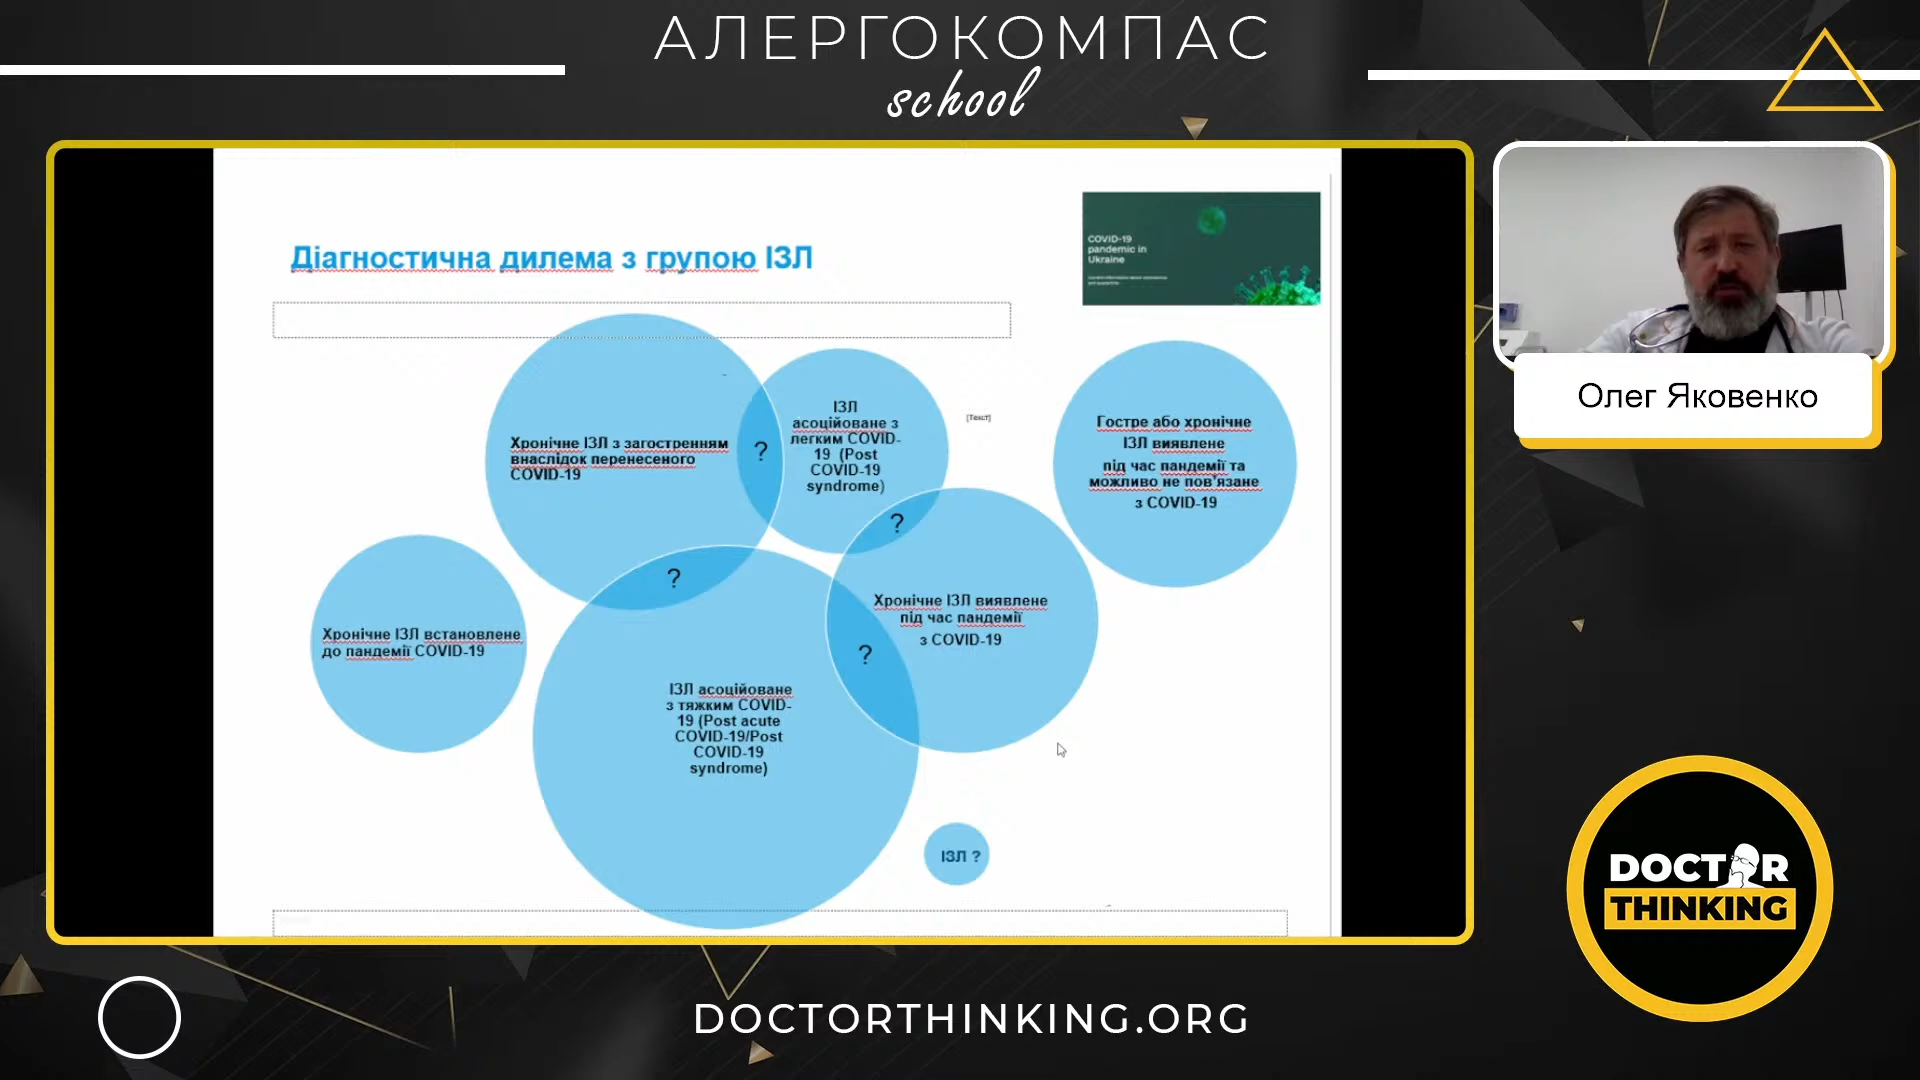 АЛЕРГОКОМПАС
school
Діагностична дилема з групою ІЗЛ
COVID-19
pandemic in
Ukraine
Хронічне ІЗЛ з загостренням
внаслідок перенесеного
COVID-19
?
ІЗЛ
асоційоване з
легким COVID-
19 (Post
COVID-19
syndrome)
[Текст]
Гостре або хронічне
ІЗЛ виявлене
під час пандемії та
можливо не пов'язане
з COVID-19
?
?
Хронічне ІЗЛ встановлене
до пандемії COVID-19
Хронічне ІЗЛ виявлене
під час пандемії
з COVID-19
?
ІЗЛ асоційоване
з тяжким COVID-
19 (Post acute
COVID-19/Post
COVID-19
syndrome)
ІЗЛ ?
Олег Яковенко
DOCTOR
THINKING
DOCTORTHINKING.ORG